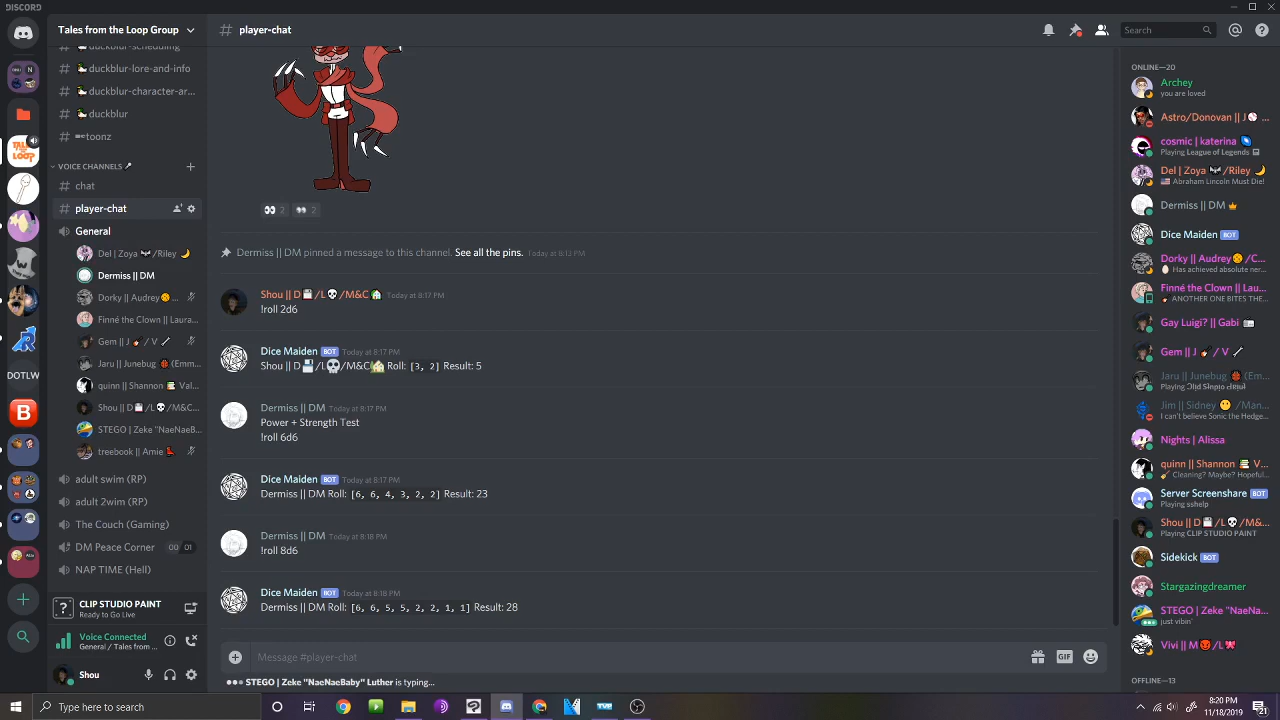 DISCORD
Tales from the Loop Group
# player-chat
Search
# duckblur-scheduling
# duckblur-lore-and-info
# duckblur-character-ar...
# duckblur
# toonz
VOICE CHANNELS
# chat
# player-chat
General
Del | Zoya /Riley
Dermiss || DM
Dorky || Audrey ...
Finné the Clown || Laura...
Gem || J / V
Jaru || Junebug (Emm...
quinn || Shannon Val...
Shou || D /L /M&C...
STEGO | Zeke "NaeNaeB...
treebook || Amie
adult swim (RP)
adult 2wim (RP)
The Couch (Gaming)
DM Peace Corner 00 01
NAP TIME (Hell)
CLIP STUDIO PAINT
Ready to Go Live
Voice Connected
General / Tales from ...
Shou
2 2
Dermiss || DM pinned a message to this channel. See all the pins. Today at 8:12 PM
Shou || D /L /M&C Today at 8:17 PM
!roll 2d6
Dice Maiden BOT Today at 8:17 PM
Shou || D /L /M&C Roll: [3, 2] Result: 5
Dermiss || DM Today at 8:17 PM
Power + Strength Test
!roll 6d6
Dice Maiden BOT Today at 8:17 PM
Dermiss || DM Roll: [6, 6, 4, 3, 2, 2] Result: 23
Dermiss || DM Today at 8:18 PM
!roll 8d6
Dice Maiden BOT Today at 8:18 PM
Dermiss || DM Roll: [6, 6, 5, 5, 2, 2, 1, 1] Result: 28
Message #player-chat
GIF
STEGO | Zeke "NaeNaeBaby" Luther is typing...
ONLINE—20
Archey
you are loved
Astro/Donovan || J ...
cosmic | katerina
Playing League of Legends
Del | Zoya /Riley
Abraham Lincoln Must Die!
Dermiss || DM
Dice Maiden BOT
Dorky || Audrey /C...
Has achieved absolute ner...
Finné the Clown || Laura...
ANOTHER ONE BITES THE...
Gay Luigi? || Gabi
Gem || J / V
Jaru || Junebug (Em...
Jim || Sidney /Man...
I can't believe Sonic the Hedge...
Nights | Alissa
quinn || Shannon V...
Cleaning? Maybe? Hopeful...
Server Screenshare BOT
Playing sshelp
Shou || D /L /M&...
Playing CLIP STUDIO PAINT
Sidekick BOT
Stargazingdreamer
STEGO | Zeke "NaeNa...
just vibin'
Vivi || M /L
OFFLINE—13
TALES LOOP
DOTLW
B
Type here to search
8:20 PM
11/18/2019